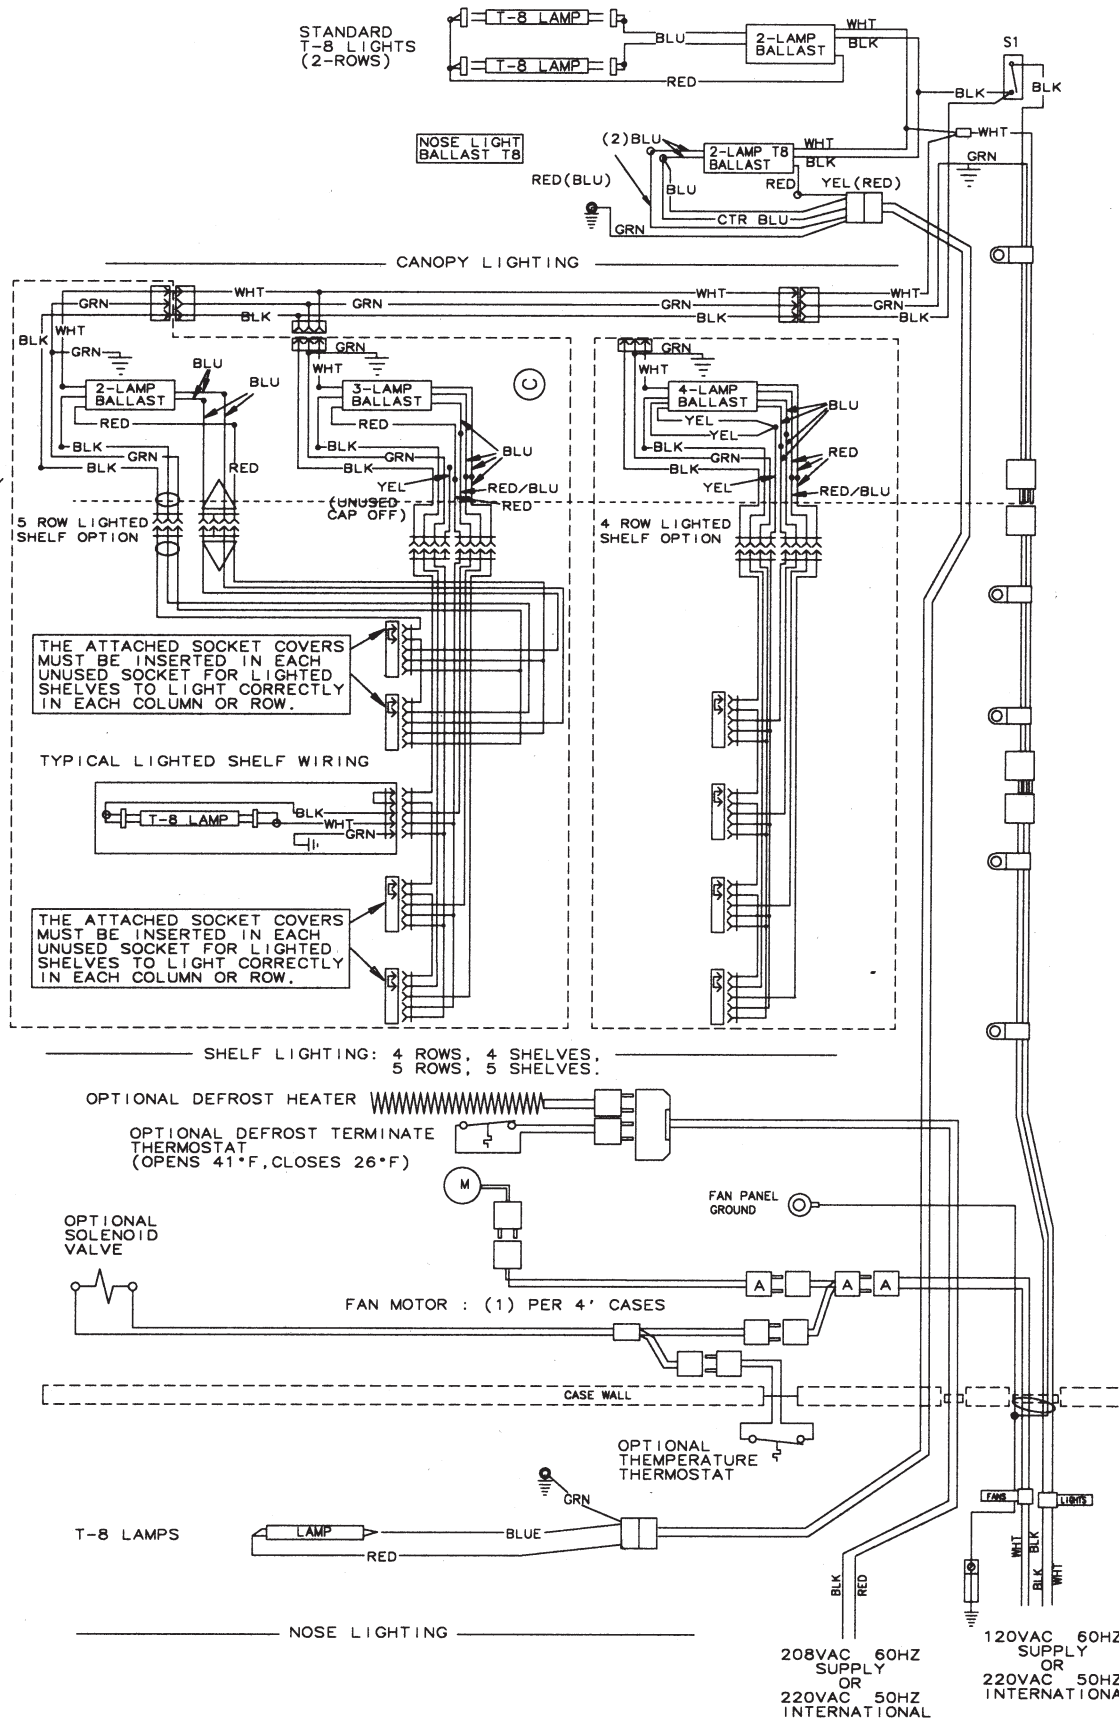 STANDARD
T-8 LIGHTS
(2-ROWS)
T-8 LAMP
T-8 LAMP
BLU
RED
2-LAMP
BALLAST
WHT
BLK
S1
BLK
BLK
WHT
GRN
NOSE LIGHT
BALLAST T8
(2)BLU
2-LAMP T8
BALLAST
WHT
BLK
RED(BLU)
BLU
RED
YEL(RED)
CTR BLU
GRN
CANOPY LIGHTING
WHT
GRN
BLK
GRN
GRN
WHT
GRN
BLK
WHT
GRN
BLK
BLK
WHT
GRN
BLU
BLU
2-LAMP
BALLAST
RED
BLK
GRN
BLK
RED
GRN
WHT
3-LAMP
BALLAST
RED
BLK
GRN
BLK
BLU
YEL
(UNUSED
CAP OFF)
RED/BLU
RED
C
GRN
WHT
4-LAMP
BALLAST
YEL
YEL
BLK
GRN
BLK
BLU
RED
YEL
RED/BLU
5 ROW LIGHTED
SHELF OPTION
4 ROW LIGHTED
SHELF OPTION
THE ATTACHED SOCKET COVERS
MUST BE INSERTED IN EACH
UNUSED SOCKET FOR LIGHTED
SHELVES TO LIGHT CORRECTLY
IN EACH COLUMN OR ROW.
TYPICAL LIGHTED SHELF WIRING
T-8 LAMP
BLK
WHT
GRN
THE ATTACHED SOCKET COVERS
MUST BE INSERTED IN EACH
UNUSED SOCKET FOR LIGHTED
SHELVES TO LIGHT CORRECTLY
IN EACH COLUMN OR ROW.
SHELF LIGHTING: 4 ROWS, 4 SHELVES,
5 ROWS, 5 SHELVES.
OPTIONAL DEFROST HEATER
OPTIONAL DEFROST TERMINATE
THERMOSTAT
(OPENS 41°F,CLOSES 26°F)
M
FAN PANEL
GROUND
OPTIONAL
SOLENOID
VALVE
A
A
A
FAN MOTOR : (1) PER 4' CASES
CASE WALL
OPTIONAL
THEMPERATURE
THERMOSTAT
GRN
T-8 LAMPS
LAMP
BLUE
RED
FANS
LIGHTS
WHT
BLK
BLK
WHT
BLK
RED
NOSE LIGHTING
208VAC 60HZ
SUPPLY
OR
220VAC 50HZ
INTERNATIONAL
120VAC 60HZ
SUPPLY
OR
220VAC 50HZ
INTERNATIONA